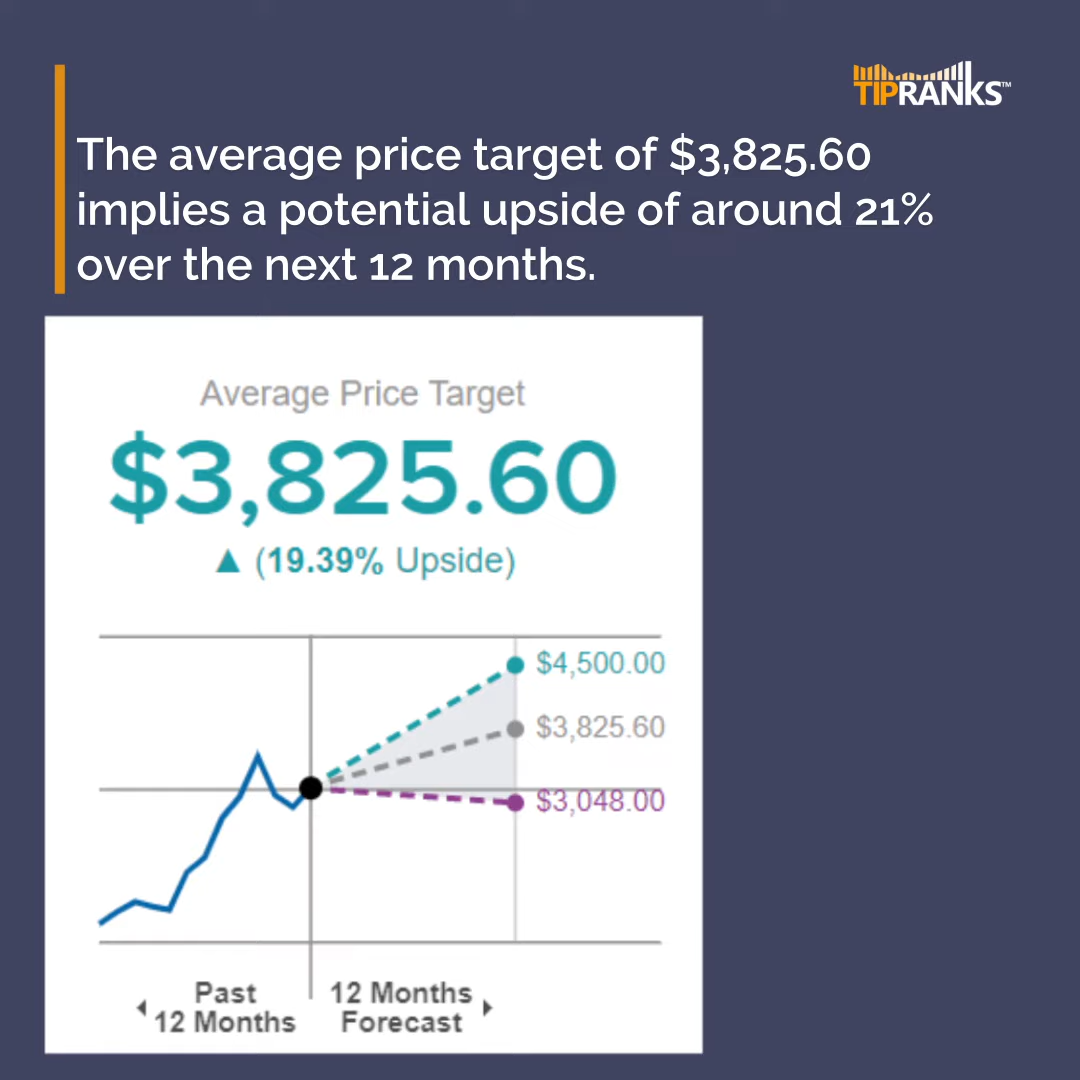 TIPRANKS™
The average price target of $3,825.60
implies a potential upside of around 21%
over the next 12 months.
Average Price Target
$3,825.60
▲ (19.39% Upside)
$4,500.00
$3,825.60
$3,048.00
Past
12 Months
12 Months
Forecast